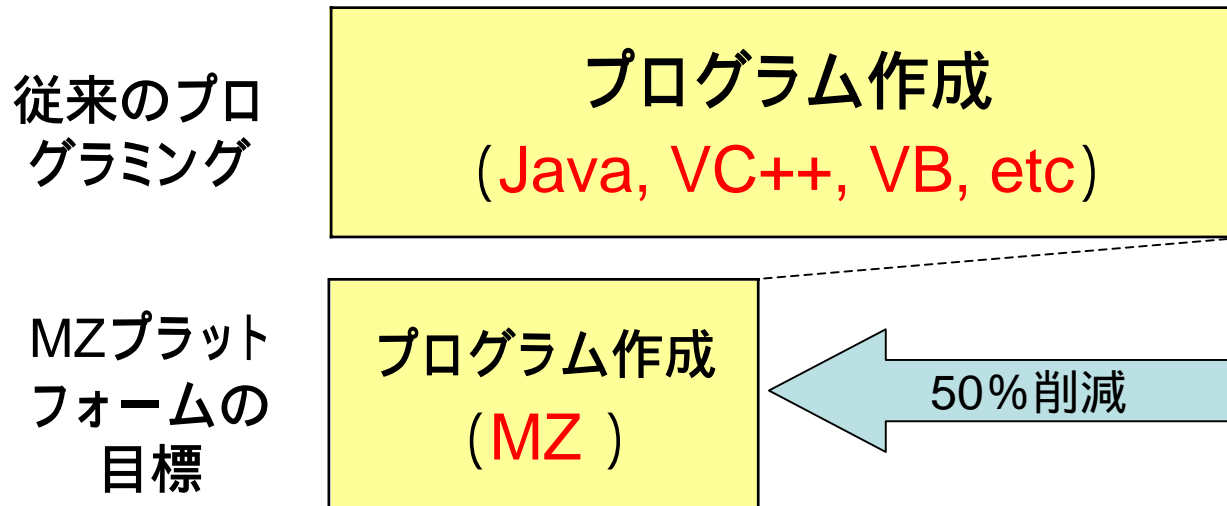 従来のプロ
グラミング
プログラム作成
(Java, VC++, VB, etc)
MZプラット
フォームの
目標
プログラム作成
(MZ )
50%削減